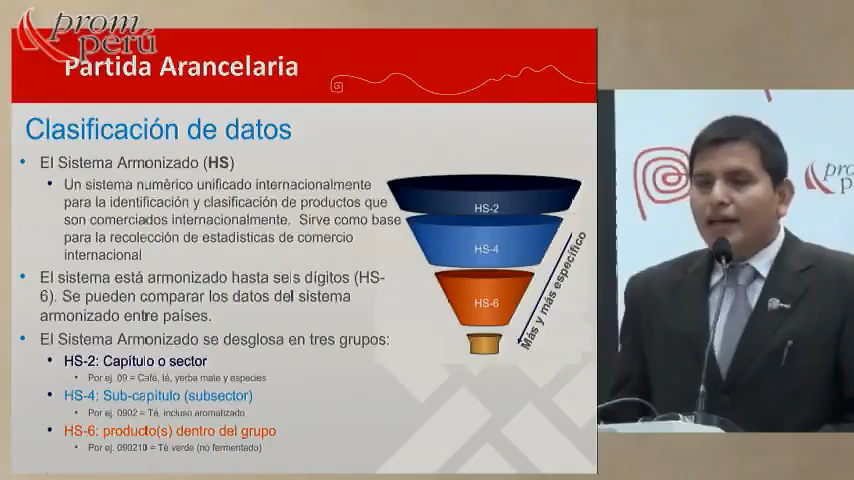 prom
perú
Partida Arancelaria
Clasificación de datos
• El Sistema Armonizado (HS)
• Un sistema numérico unificado internacionalmente
para la identificación y clasificación de productos que
son comerciados internacionalmente. Sirve como base
para la recolección de estadísticas de comercio
internacional
• El sistema está armonizado hasta seis dígitos (HS-
6). Se pueden comparar los datos del sistema
armonizado entre países.
• El Sistema Armonizado se desglosa en tres grupos:
• HS-2: Capítulo o sector
• Por ej. 09 = Café, té, yerba mate y especies
• HS-4: Sub-capítulo (subsector)
• Por ej. 0902 = Té, incluso aromatizado
• HS-6: producto(s) dentro del grupo
• Por ej. 090210 = Té verde (no fermentado)
HS-2
HS-4
HS-6
Más y más específico